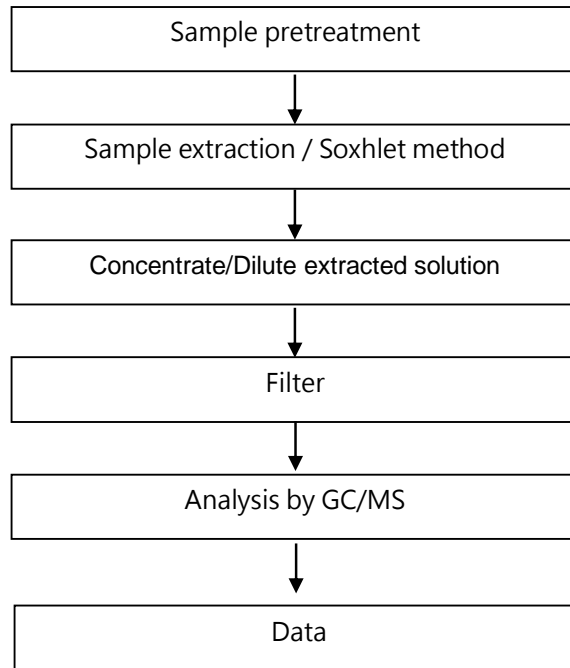 Sample pretreatment
Sample extraction / Soxhlet method
Concentrate/Dilute extracted solution
Filter
Analysis by GC/MS
Data